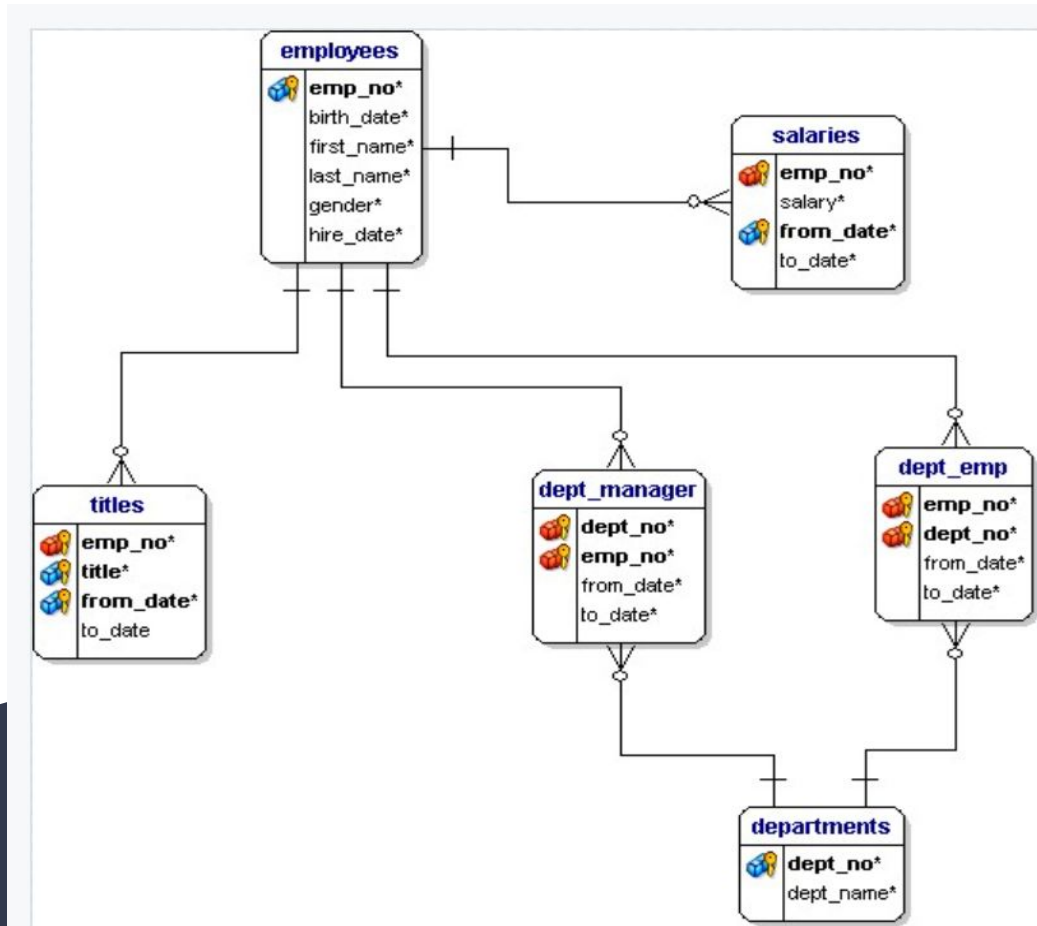 employees
emp_no*
birth_date*
first_name*
last_name*
gender*
hire_date*
salaries
emp_no*
salary*
from_date*
to_date*
titles
emp_no*
title*
from_date*
to_date
dept_manager
dept_no*
emp_no*
from_date*
to_date*
dept_emp
emp_no*
dept_no*
from_date*
to_date*
departments
dept_no*
dept_name*